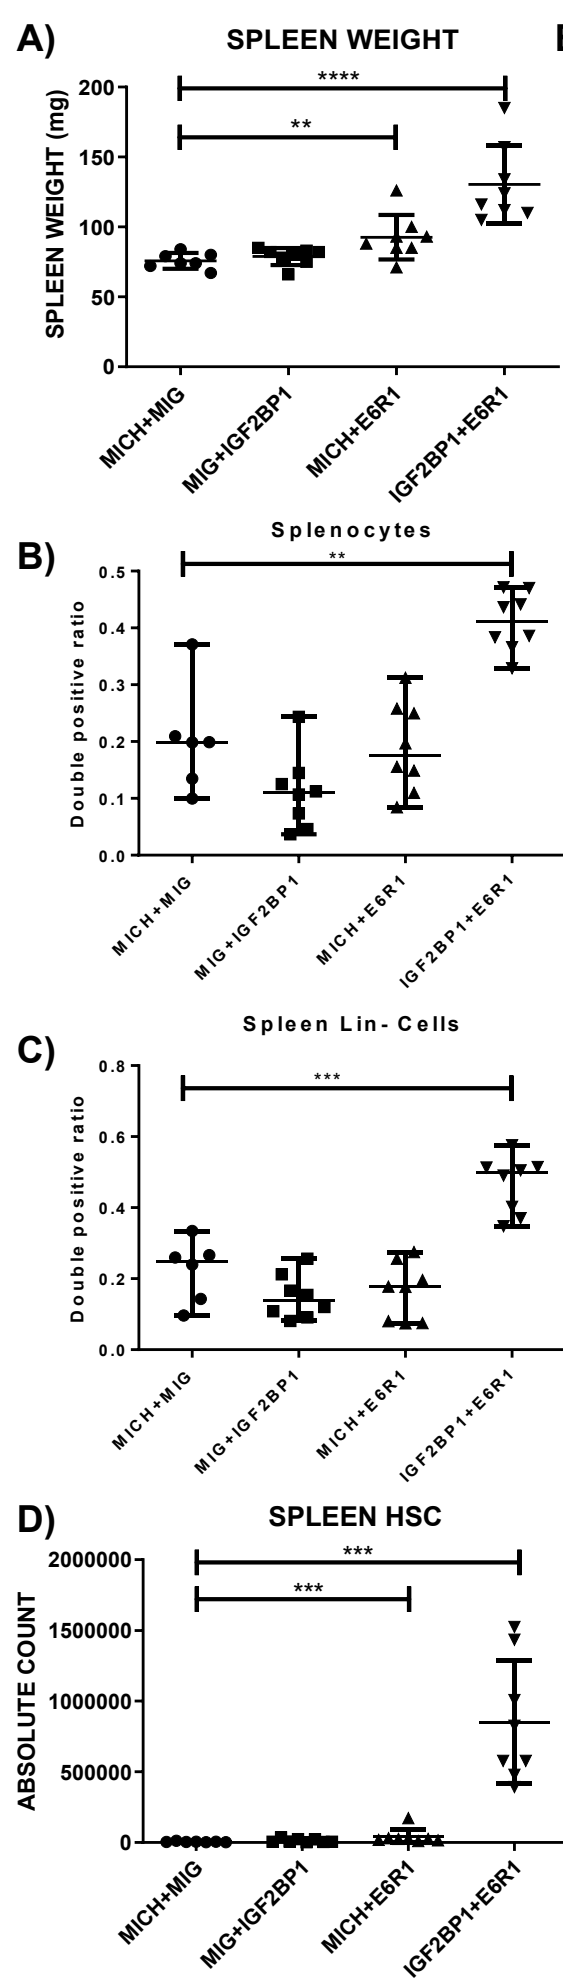 A)
SPLEEN WEIGHT
****
**
SPLEEN WEIGHT (mg)
200
150
100
50
0
MICH+MIG
MIG+IGF2BP1
MICH+E6R1
IGF2BP1+E6R1
B)
Splenocytes
**
Double positive ratio
0.5
0.4
0.3
0.2
0.1
0.0
MICH+MIG
MIG+IGF2BP1
MICH+E6R1
IGF2BP1+E6R1
C)
Spleen Lin- Cells
***
Double positive ratio
0.8
0.6
0.4
0.2
0.0
MICH+MIG
MIG+IGF2BP1
MICH+E6R1
IGF2BP1+E6R1
D)
SPLEEN HSC
***
***
ABSOLUTE COUNT
2000000
1500000
1000000
500000
0
MICH+MIG
MIG+IGF2BP1
MICH+E6R1
IGF2BP1+E6R1